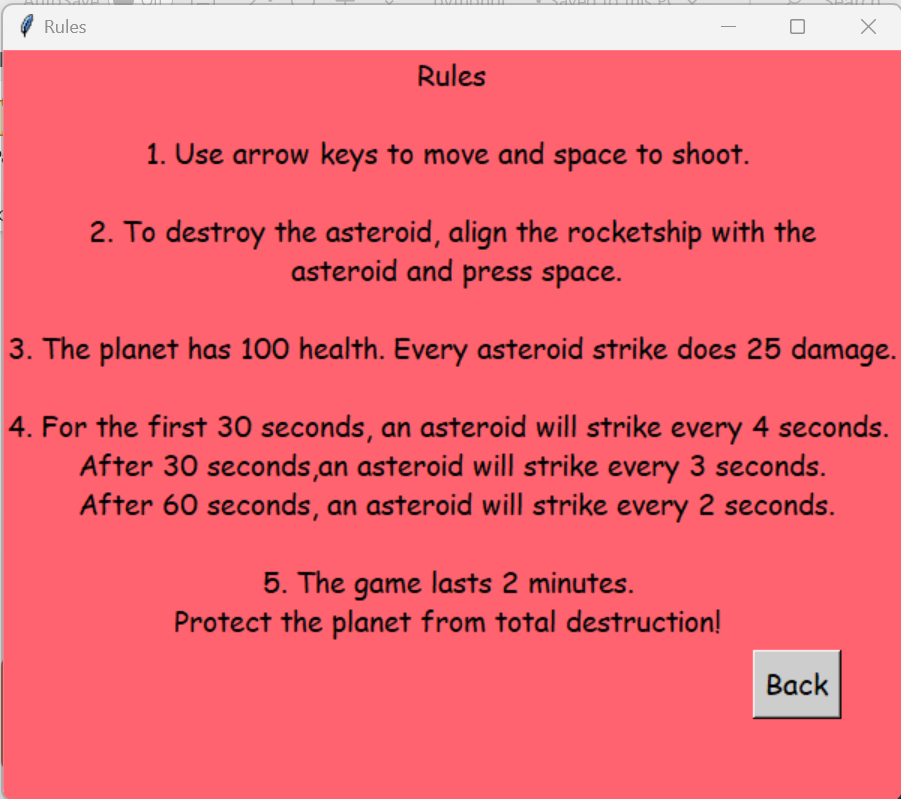 Rules
Rules
1. Use arrow keys to move and space to shoot.
2. To destroy the asteroid, align the rocketship with the
asteroid and press space.
3. The planet has 100 health. Every asteroid strike does 25 damage.
4. For the first 30 seconds, an asteroid will strike every 4 seconds.
After 30 seconds,an asteroid will strike every 3 seconds.
After 60 seconds, an asteroid will strike every 2 seconds.
5. The game lasts 2 minutes.
Protect the planet from total destruction!
Back